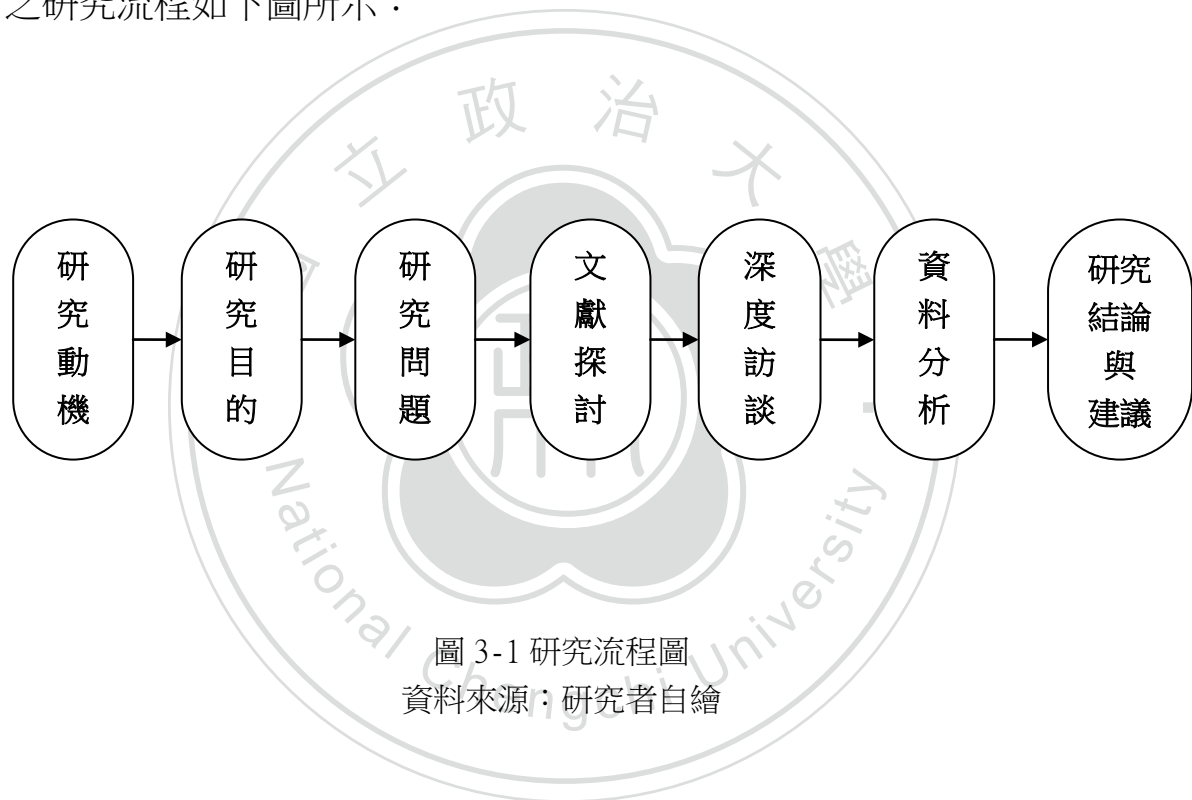 之研究流程如下圖所示：
立政治大學
研究動機
研究目的
研究問題
文獻探討
深度訪談
資料分析
研究
結論
與
建議
National Chengchi University
圖 3-1 研究流程圖
資料來源：研究者自繪